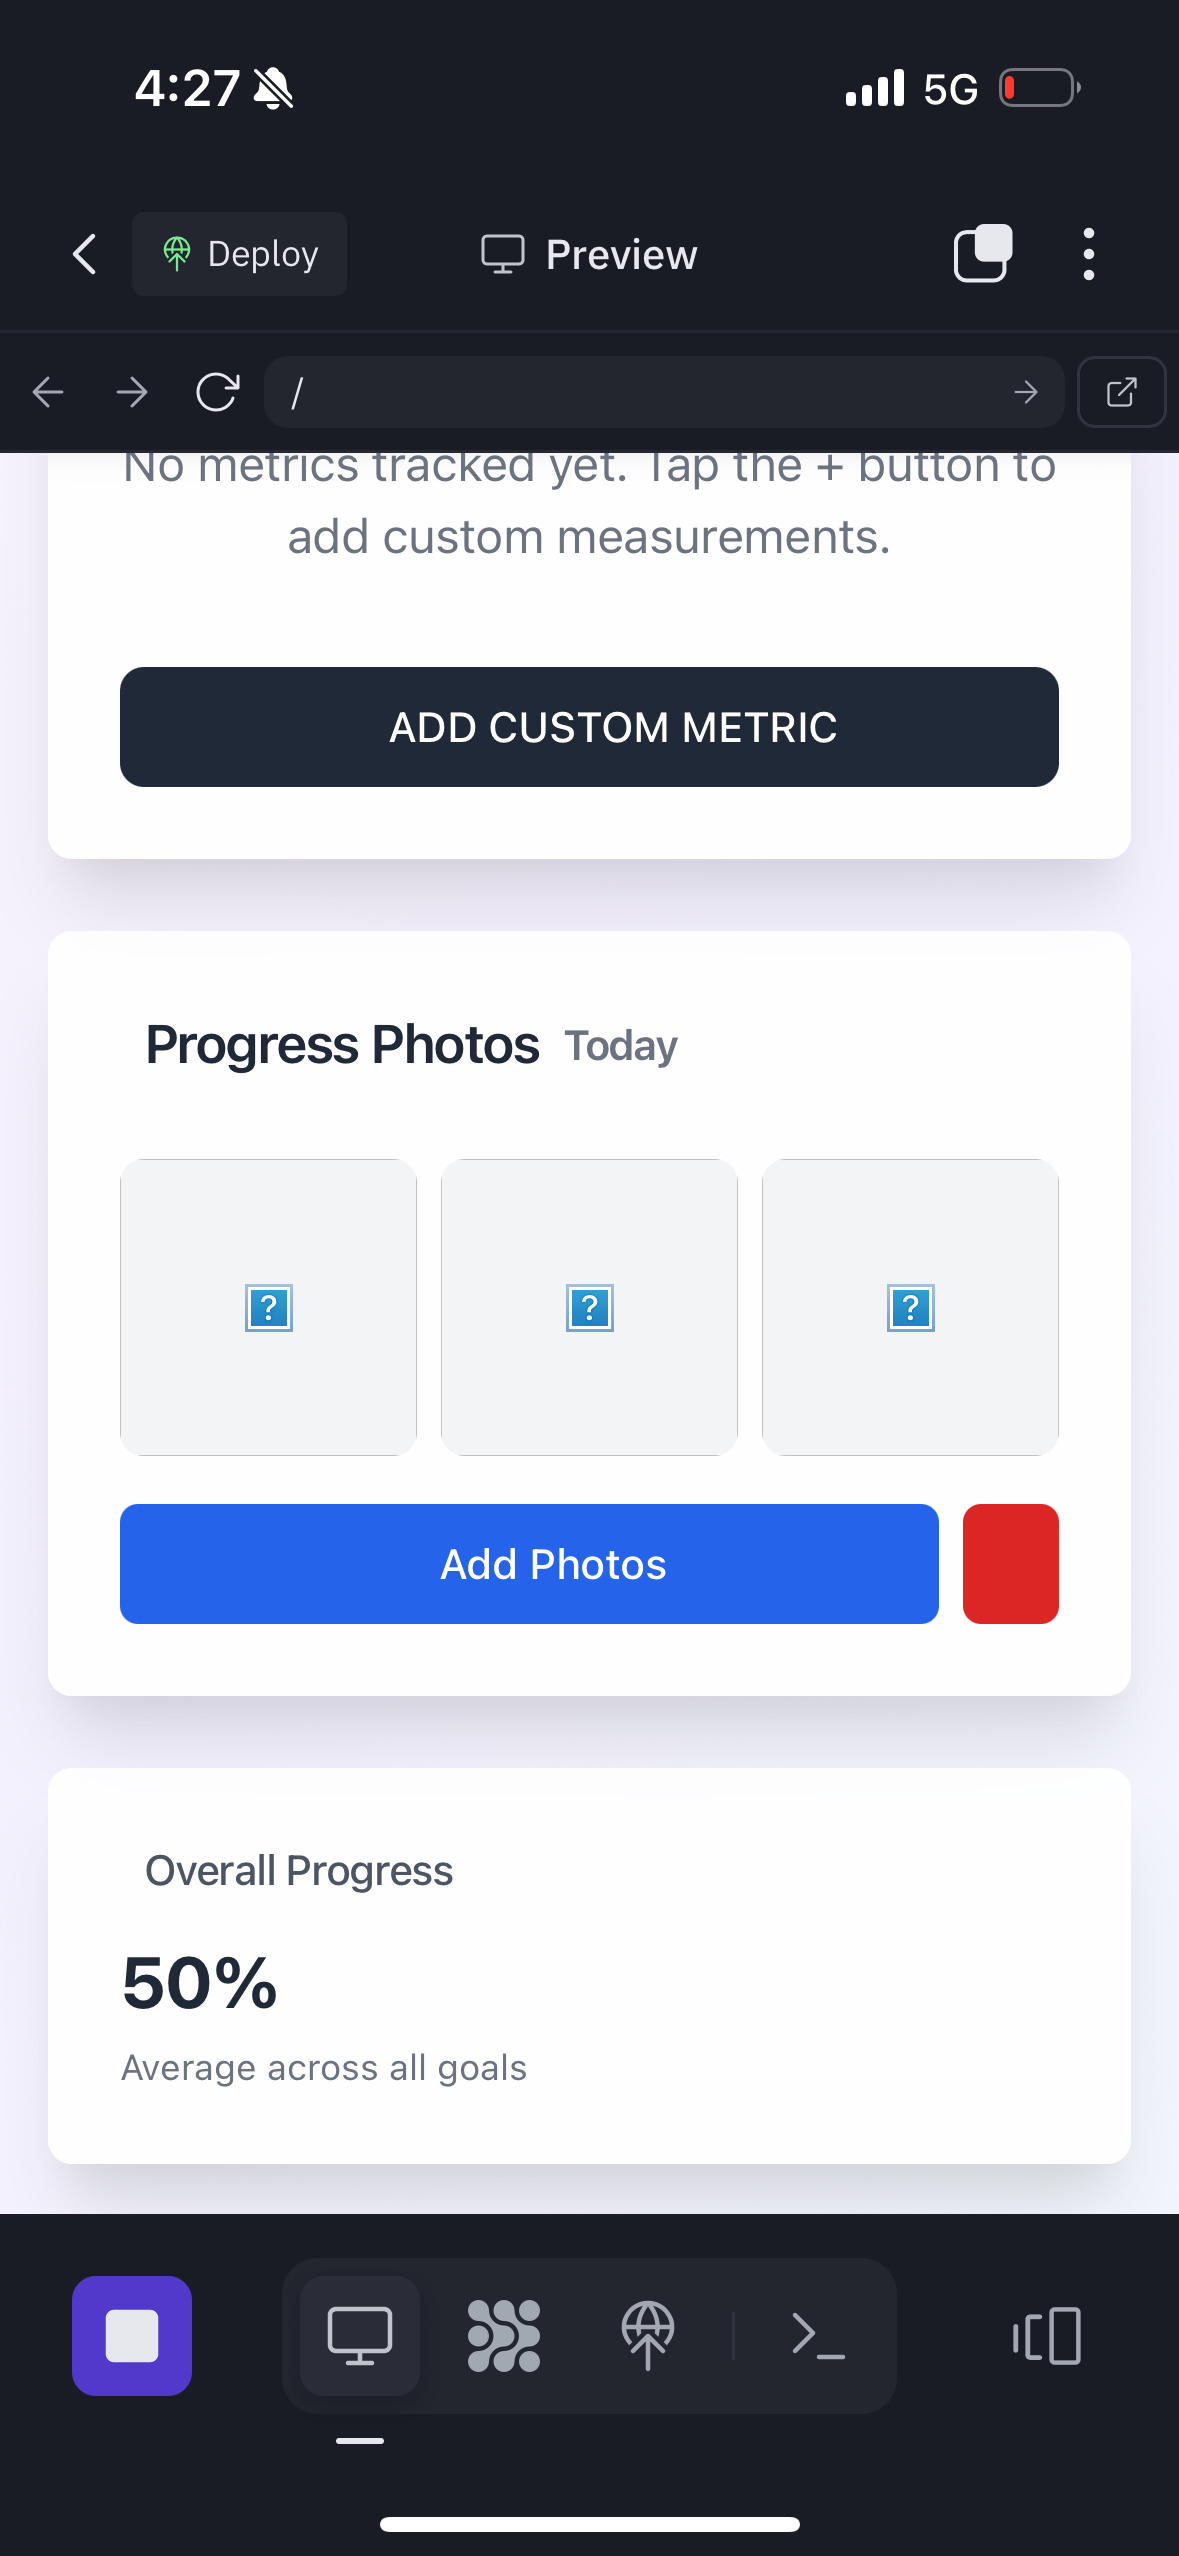 4:27
5G
Deploy
Preview
/
No metrics tracked yet. Tap the + button to
add custom measurements.
ADD CUSTOM METRIC
Progress Photos Today
?
?
?
Add Photos
Overall Progress
50%
Average across all goals